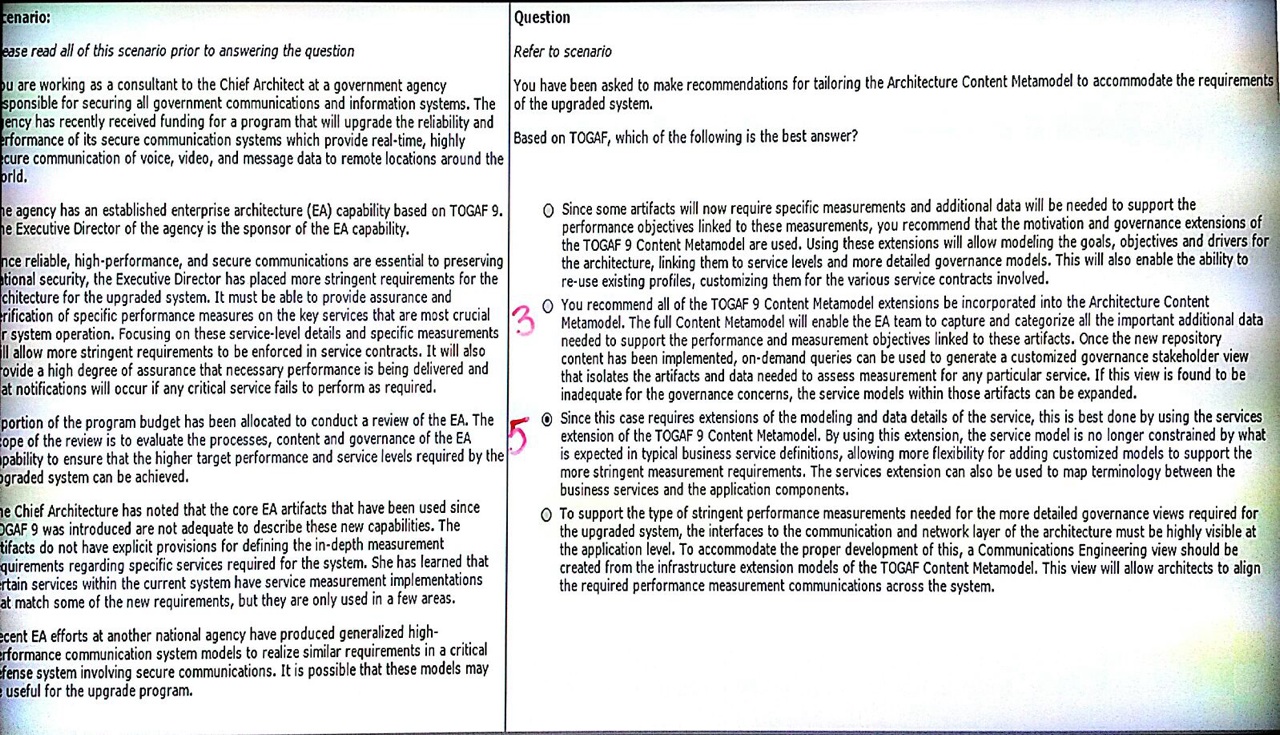 cenario:
ease read all of this scenario prior to answering the question
ou are working as a consultant to the Chief Architect at a government agency
sponsible for securing all government communications and information systems. The
ency has recently received funding for a program that will upgrade the reliability and
erformance of its secure communication systems which provide real-time, highly
cure communication of voice, video, and message data to remote locations around the
orld.
he agency has an established enterprise architecture (EA) capability based on TOGAF 9.
he Executive Director of the agency is the sponsor of the EA capability.
nce reliable, high-performance, and secure communications are essential to preserving
tional security, the Executive Director has placed more stringent requirements for the
chitecture for the upgraded system. It must be able to provide assurance and
rification of specific performance measures on the key services that are most crucial
r system operation. Focusing on these service-level details and specific measurements
ill allow more stringent requirements to be enforced in service contracts. It will also
ovide a high degree of assurance that necessary performance is being delivered and
at notifications will occur if any critical service fails to perform as required.
portion of the program budget has been allocated to conduct a review of the EA. The
ope of the review is to evaluate the processes, content and governance of the EA
pability to ensure that the higher target performance and service levels required by the
pgraded system can be achieved.
he Chief Architecture has noted that the core EA artifacts that have been used since
OGAF 9 was introduced are not adequate to describe these new capabilities. The
tifacts do not have explicit provisions for defining the in-depth measurement
quirements regarding specific services required for the system. She has learned that
rtain services within the current system have service measurement implementations
at match some of the new requirements, but they are only used in a few areas.
ecent EA efforts at another national agency have produced generalized high-
erformance communication system models to realize similar requirements in a critical
fense system involving secure communications. It is possible that these models may
e useful for the upgrade program.
Question
Refer to scenario
You have been asked to make recommendations for tailoring the Architecture Content Metamodel to accommodate the requirements
of the upgraded system.
Based on TOGAF, which of the following is the best answer?
Since some artifacts will now require specific measurements and additional data will be needed to support the
performance objectives linked to these measurements, you recommend that the motivation and governance extensions of
the TOGAF 9 Content Metamodel are used. Using these extensions will allow modeling the goals, objectives and drivers for
the architecture, linking them to service levels and more detailed governance models. This will also enable the ability to
re-use existing profiles, customizing them for the various service contracts involved.
3
You recommend all of the TOGAF 9 Content Metamodel extensions be incorporated into the Architecture Content
Metamodel. The full Content Metamodel will enable the EA team to capture and categorize all the important additional data
needed to support the performance and measurement objectives linked to these artifacts. Once the new repository
content has been implemented, on-demand queries can be used to generate a customized governance stakeholder view
that isolates the artifacts and data needed to assess measurement for any particular service. If this view is found to be
inadequate for the governance concerns, the service models within those artifacts can be expanded.
5
Since this case requires extensions of the modeling and data details of the service, this is best done by using the services
extension of the TOGAF 9 Content Metamodel. By using this extension, the service model is no longer constrained by what
is expected in typical business service definitions, allowing more flexibility for adding customized models to support the
more stringent measurement requirements. The services extension can also be used to map terminology between the
business services and the application components.
To support the type of stringent performance measurements needed for the more detailed governance views required for
the upgraded system, the interfaces to the communication and network layer of the architecture must be highly visible at
the application level. To accommodate the proper development of this, a Communications Engineering view should be
created from the infrastructure extension models of the TOGAF Content Metamodel. This view will allow architects to align
the required performance measurement communications across the system.